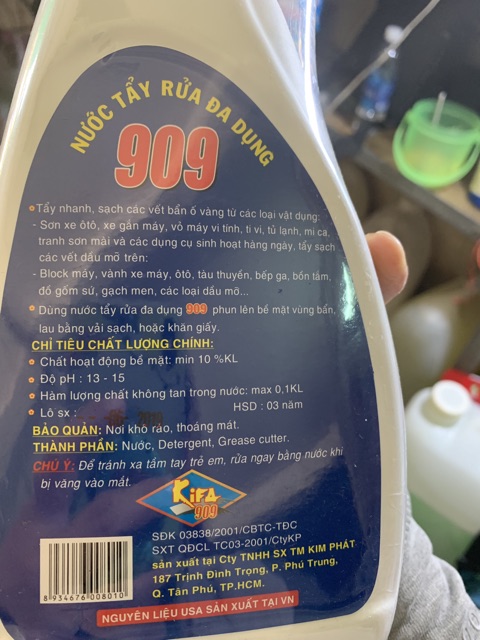 NƯỚC TẨY RỬA ĐA DỤNG
909
Tẩy nhanh, sạch các vết bẩn ố vàng từ các loại vật dụng:
- Sơn xe ôtô, xe gắn máy, vỏ máy vi tính, ti vi, tủ lạnh, mi ca,
tranh sơn mài và các dụng cụ sinh hoạt hàng ngày, tẩy sạch
các vết dầu mỡ trên:
- Block mấy, vành xe máy, ôtô, tàu thuyền, bếp ga, bồn tắm,
đồ gốm sứ, gạch men, các loại dầu mỡ...
Dùng nước tẩy rửa đa dụng 909 phun lên bề mặt vùng bẩn,
lau bằng vải sạch, hoặc khăn giấy.
CHỈ TIÊU CHẤT LƯỢNG CHÍNH:
Chất hoạt động bề mặt: min 10 %KL
Độ pH : 13 - 15
Hàm lượng chất không tan trong nước: max 0,1KL
Lô sx : HSD : 03 năm
BẢO QUẢN: Nơi khô ráo, thoáng mát.
THÀNH PHẦN: Nước, Detergent, Grease cutter.
CHÚ Ý: Để tránh xa tầm tay trẻ em, rửa ngay bằng nước khi
bị văng vào mắt.
KiFA
909
SĐK 03838/2001/CBTC-TĐC
SXT QĐCL TC03-2001/CtyKP
sản xuất tại Cty TNHH SX TM KIM PHÁT
187 Trịnh Đình Trọng, P. Phú Trung,
Q. Tân Phú, TP.HCM.
8934676008010
NGUYÊN LIỆU USA SẢN XUẤT TẠI VN